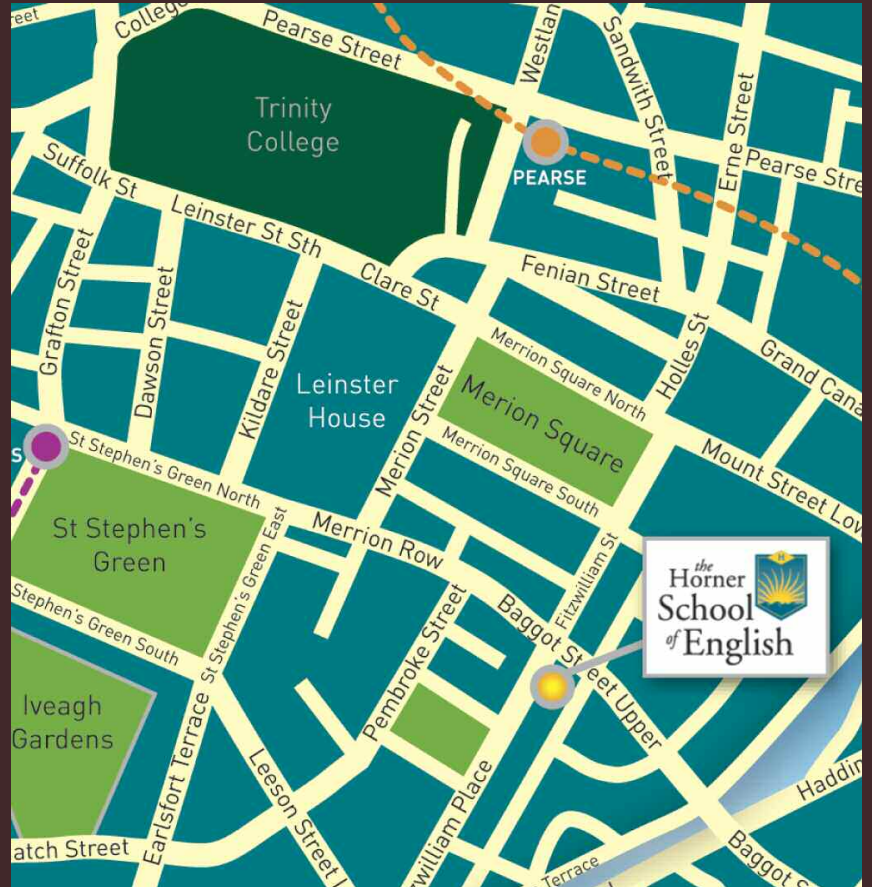 eet
College
Pearse Street
Westlan
Sandwith Street
Erne Street
Trinity
College
PEARSE
Pearse Stre
Suffolk St
Leinster St Sth
Clare St
Fenian Street
Grafton Street
Dawson Street
Kildare Street
Leinster
House
Merion Street
Merrion Square North
Merion Square
Merrion Square South
Holles St
Grand Cana
Mount Street Low
S
St Stephen's Green North
St Stephen's
Green
St Stephen's Green East
Merrion Row
Stephen's Green South
Fitzwilliam St
Baggot Street Upper
the
Horner
School
of English
H
Pembroke Street
Iveagh
Gardens
Earlsfort Terrace
Leeson Street L
atch Street
zwilliam Place
Haddin
Baggot S
Terrace